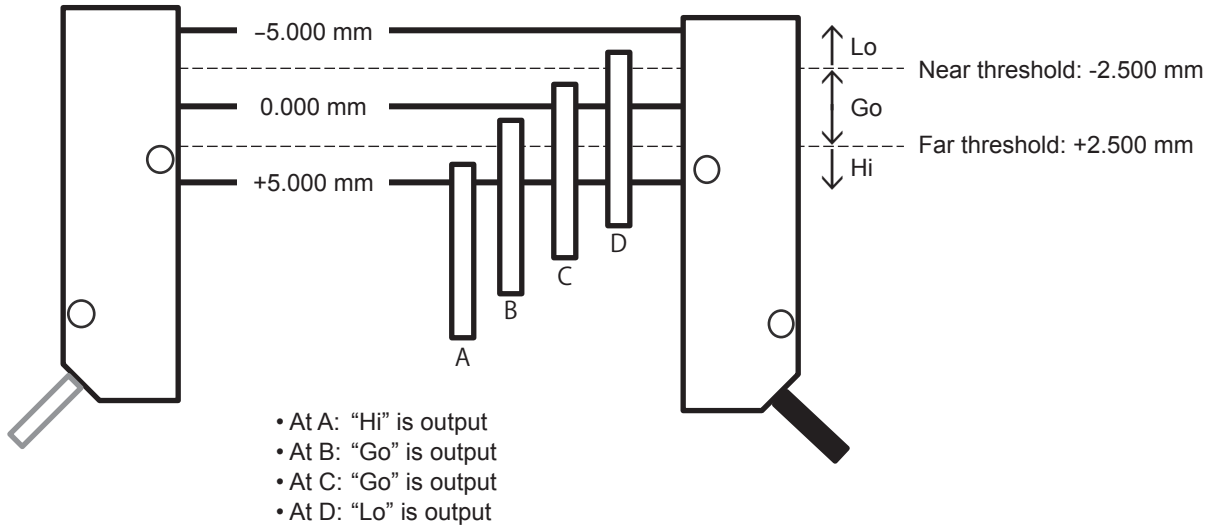 –5.000 mm
Lo
Near threshold: -2.500 mm
0.000 mm
Go
Far threshold: +2.500 mm
Hi
+5.000 mm
D
C
B
A
• At A: “Hi” is output
• At B: “Go” is output
• At C: “Go” is output
• At D: “Lo” is output